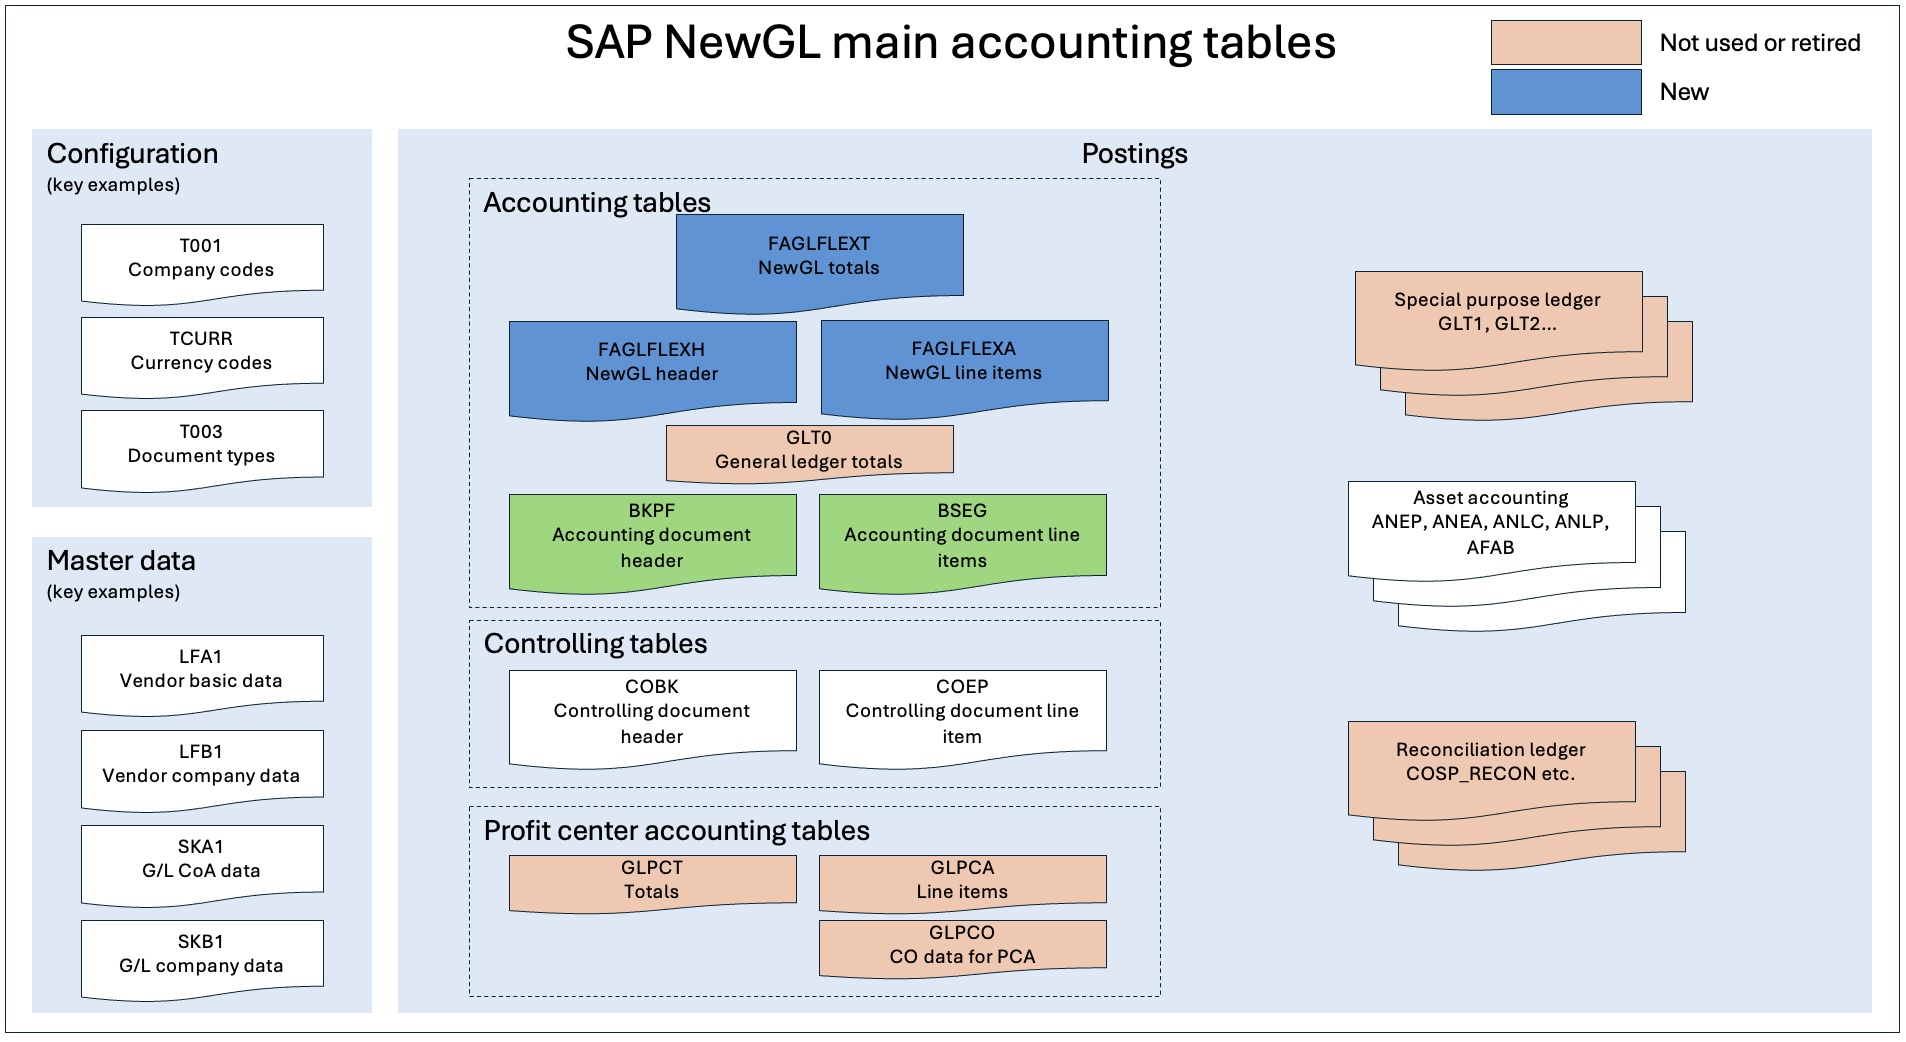 SAP NewGL main accounting tables
Not used or retired
New
Configuration
(key examples)
T001
Company codes
TCURR
Currency codes
T003
Document types
Master data
(key examples)
LFA1
Vendor basic data
LFB1
Vendor company data
SKA1
G/L CoA data
SKB1
G/L company data
Postings
Accounting tables
FAGLFLEXT
NewGL totals
FAGLFLEXH
NewGL header
FAGLFLEXA
NewGL line items
GLT0
General ledger totals
BKPF
Accounting document
header
BSEG
Accounting document line
items
Controlling tables
COBK
Controlling document
header
COEP
Controlling document line
item
Profit center accounting tables
GLPCT
Totals
GLPCA
Line items
GLPCO
CO data for PCA
Special purpose ledger
GLT1, GLT2...
Asset accounting
ANEP, ANEA, ANLC, ANLP,
AFAB
Reconciliation ledger
COSP_RECON etc.